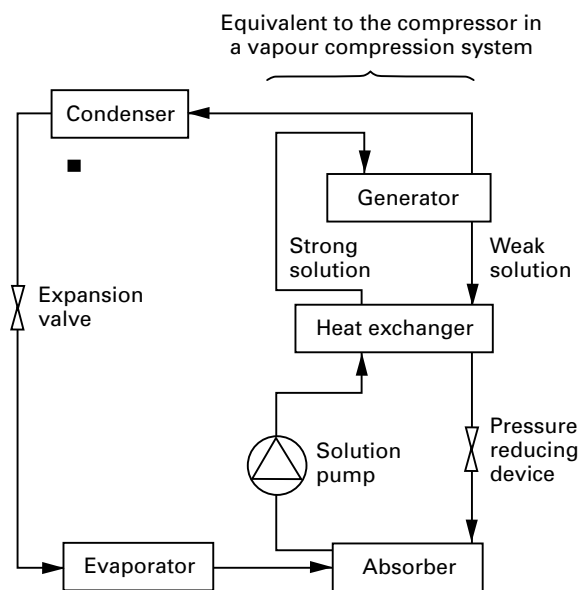 Equivalent to the compressor in
a vapour compression system
Condenser
Generator
Strong
solution
Weak
solution
Expansion
valve
Heat exchanger
Solution
pump
Pressure
reducing
device
Evaporator
Absorber